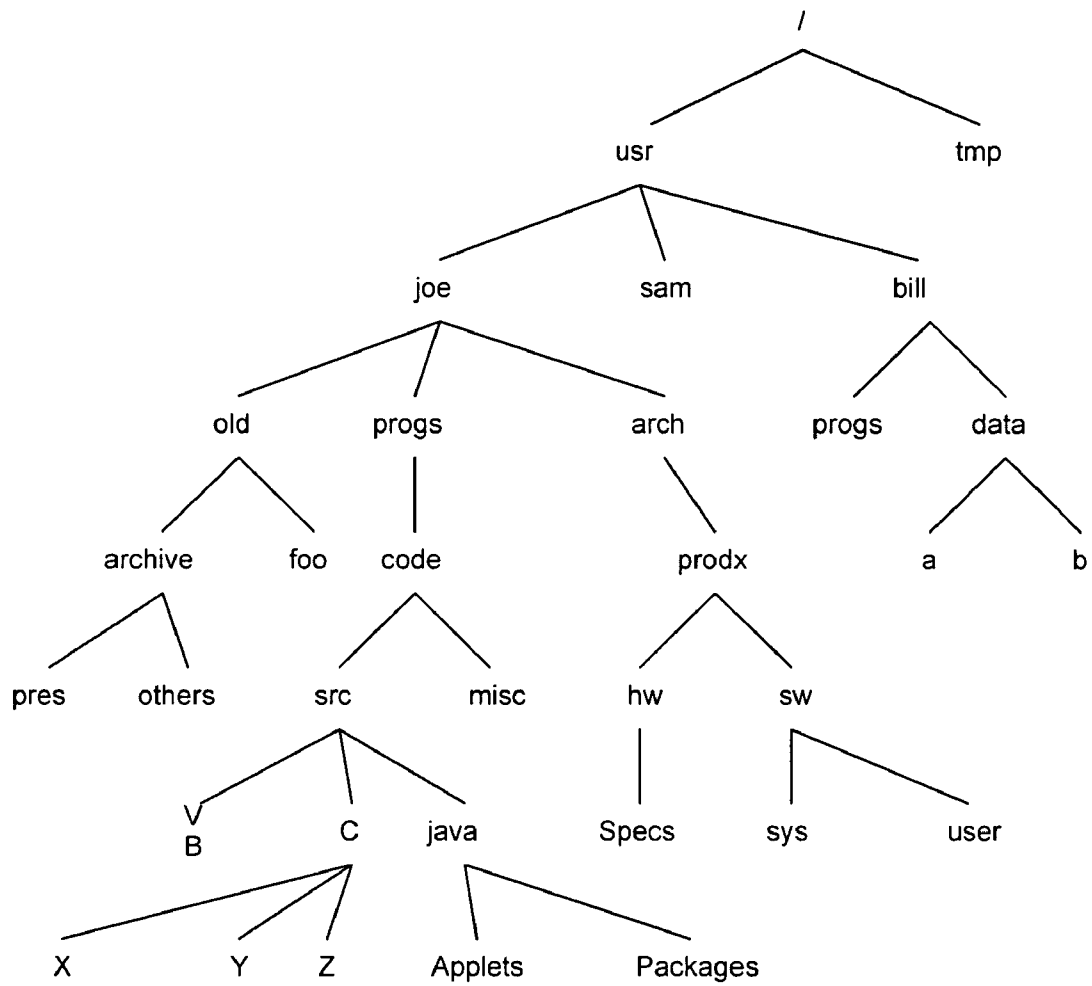 /
usr tmp
joe sam bill
old progs arch progs data
archive foo code prodx a b
pres others src misc hw sw
V
B C java Specs sys user
X Y Z Applets Packages